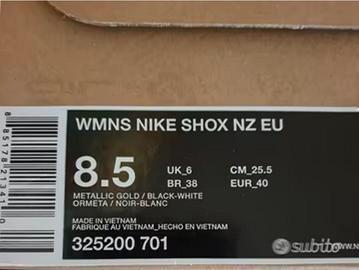 WMNS NIKE SHOX NZ EU
8.5
UK_6 CM_25.5
BR_38 EUR_40
METALLIC GOLD / BLACK-WHITE
ORMETA / NOIR-BLANC
MADE IN VIETNAM
FABRIQUE AU VIETNAM_HECHO EN VIETNAM
325200 701
subito